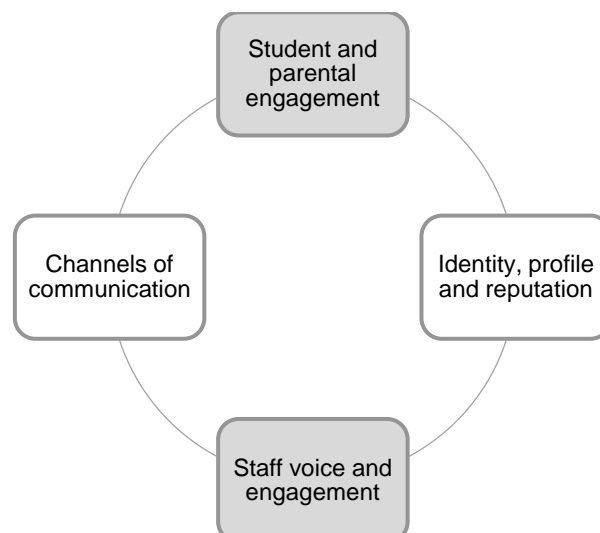 Student and
parental
engagement
Channels of
communication
Identity, profile
and reputation
Staff voice and
engagement